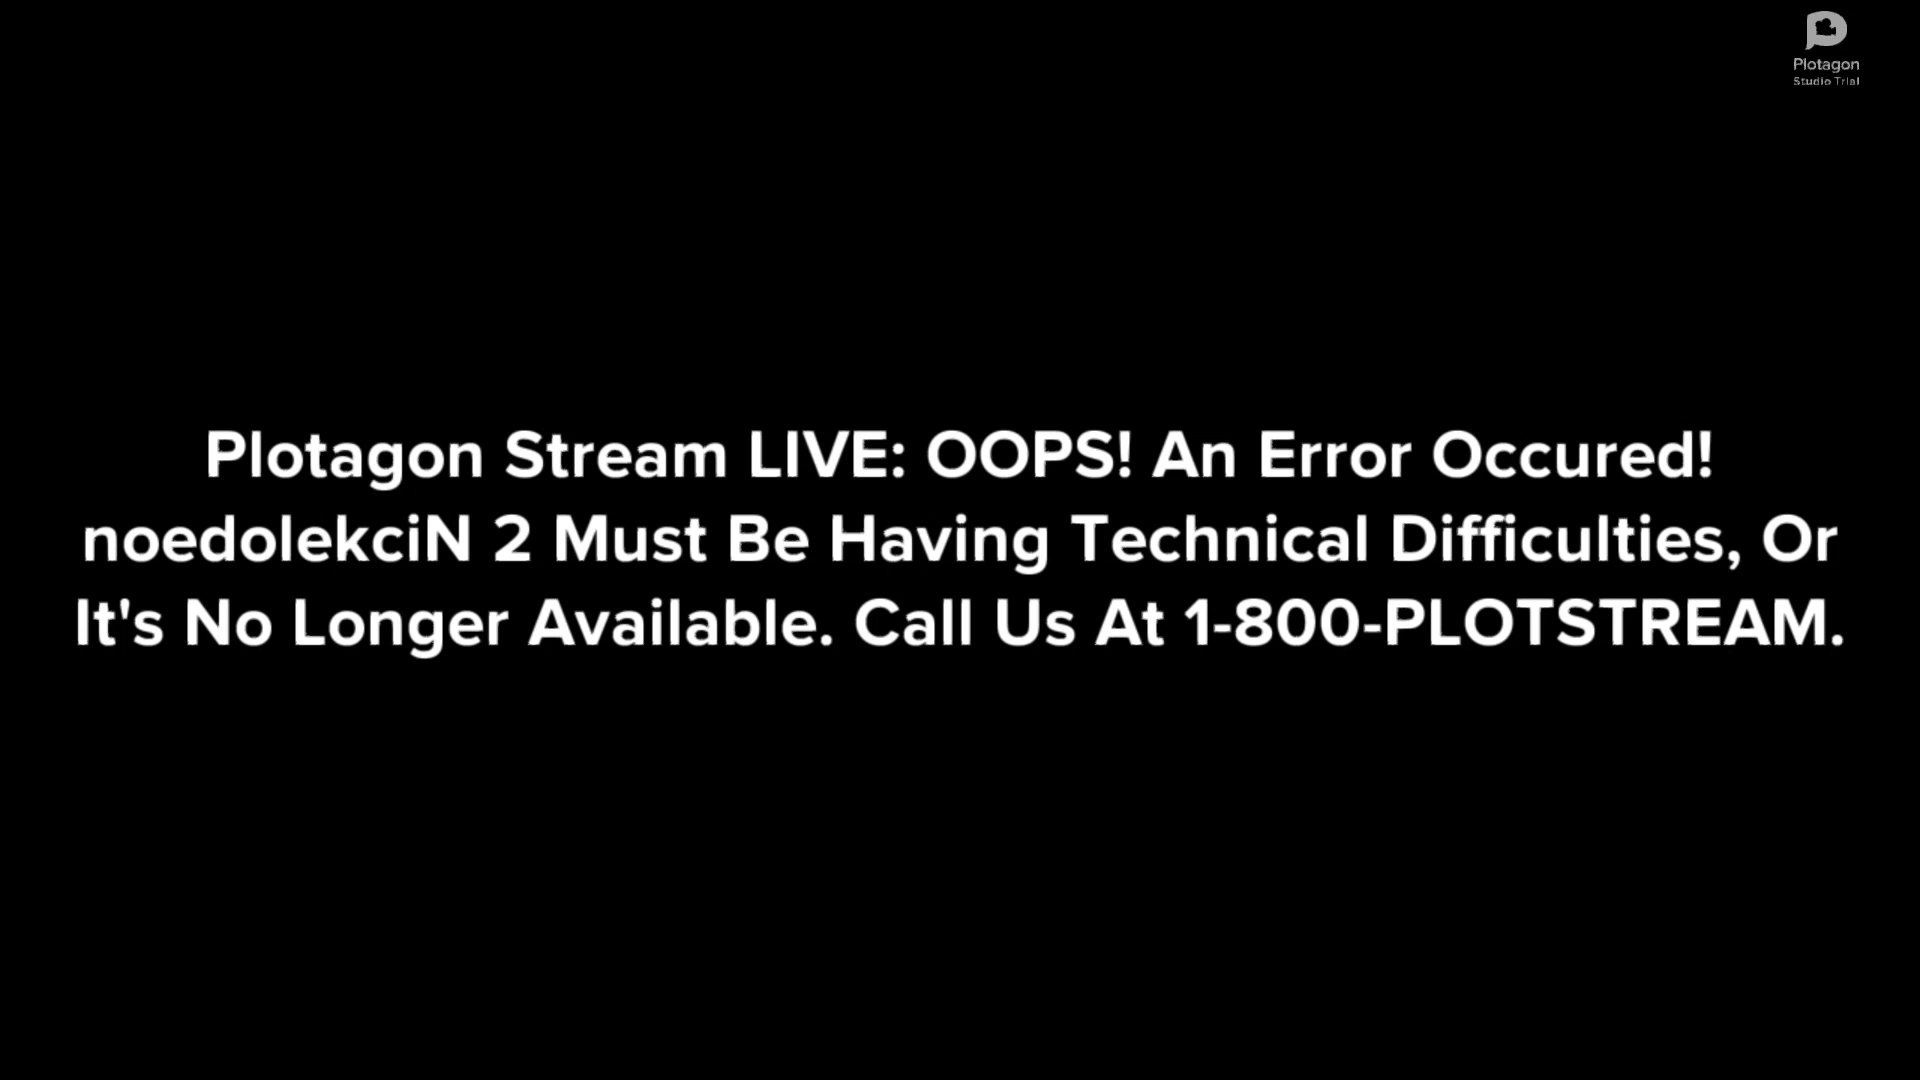 Plotagon
Studio Trial
Plotagon Stream LIVE: OOPS! An Error Occured!
noedolekciN 2 Must Be Having Technical Difficulties, Or
It's No Longer Available. Call Us At 1-800-PLOTSTREAM.